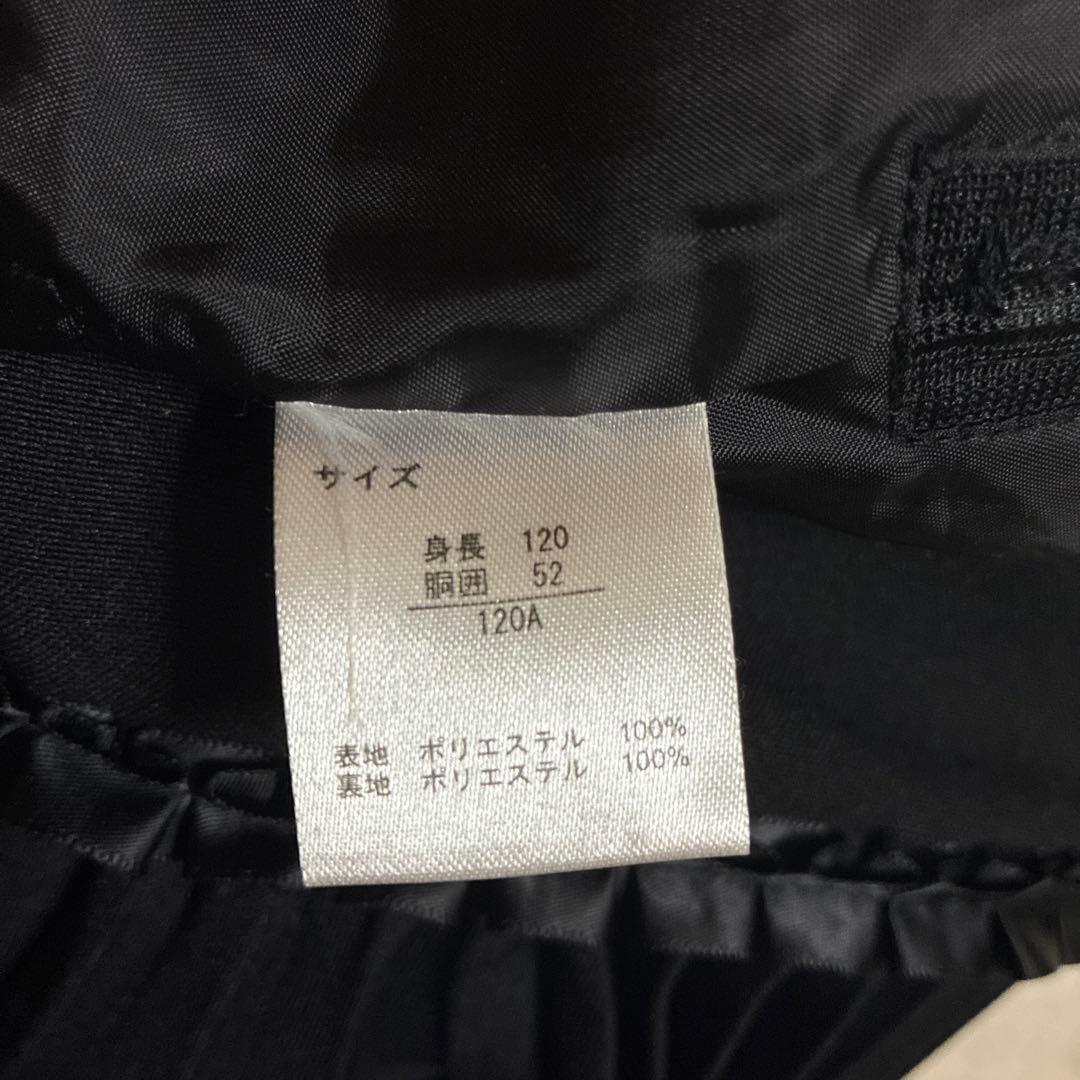 サイズ
身長 120
胴囲 52
120A
表地 ポリエステル 100%
裏地 ポリエステル 100%